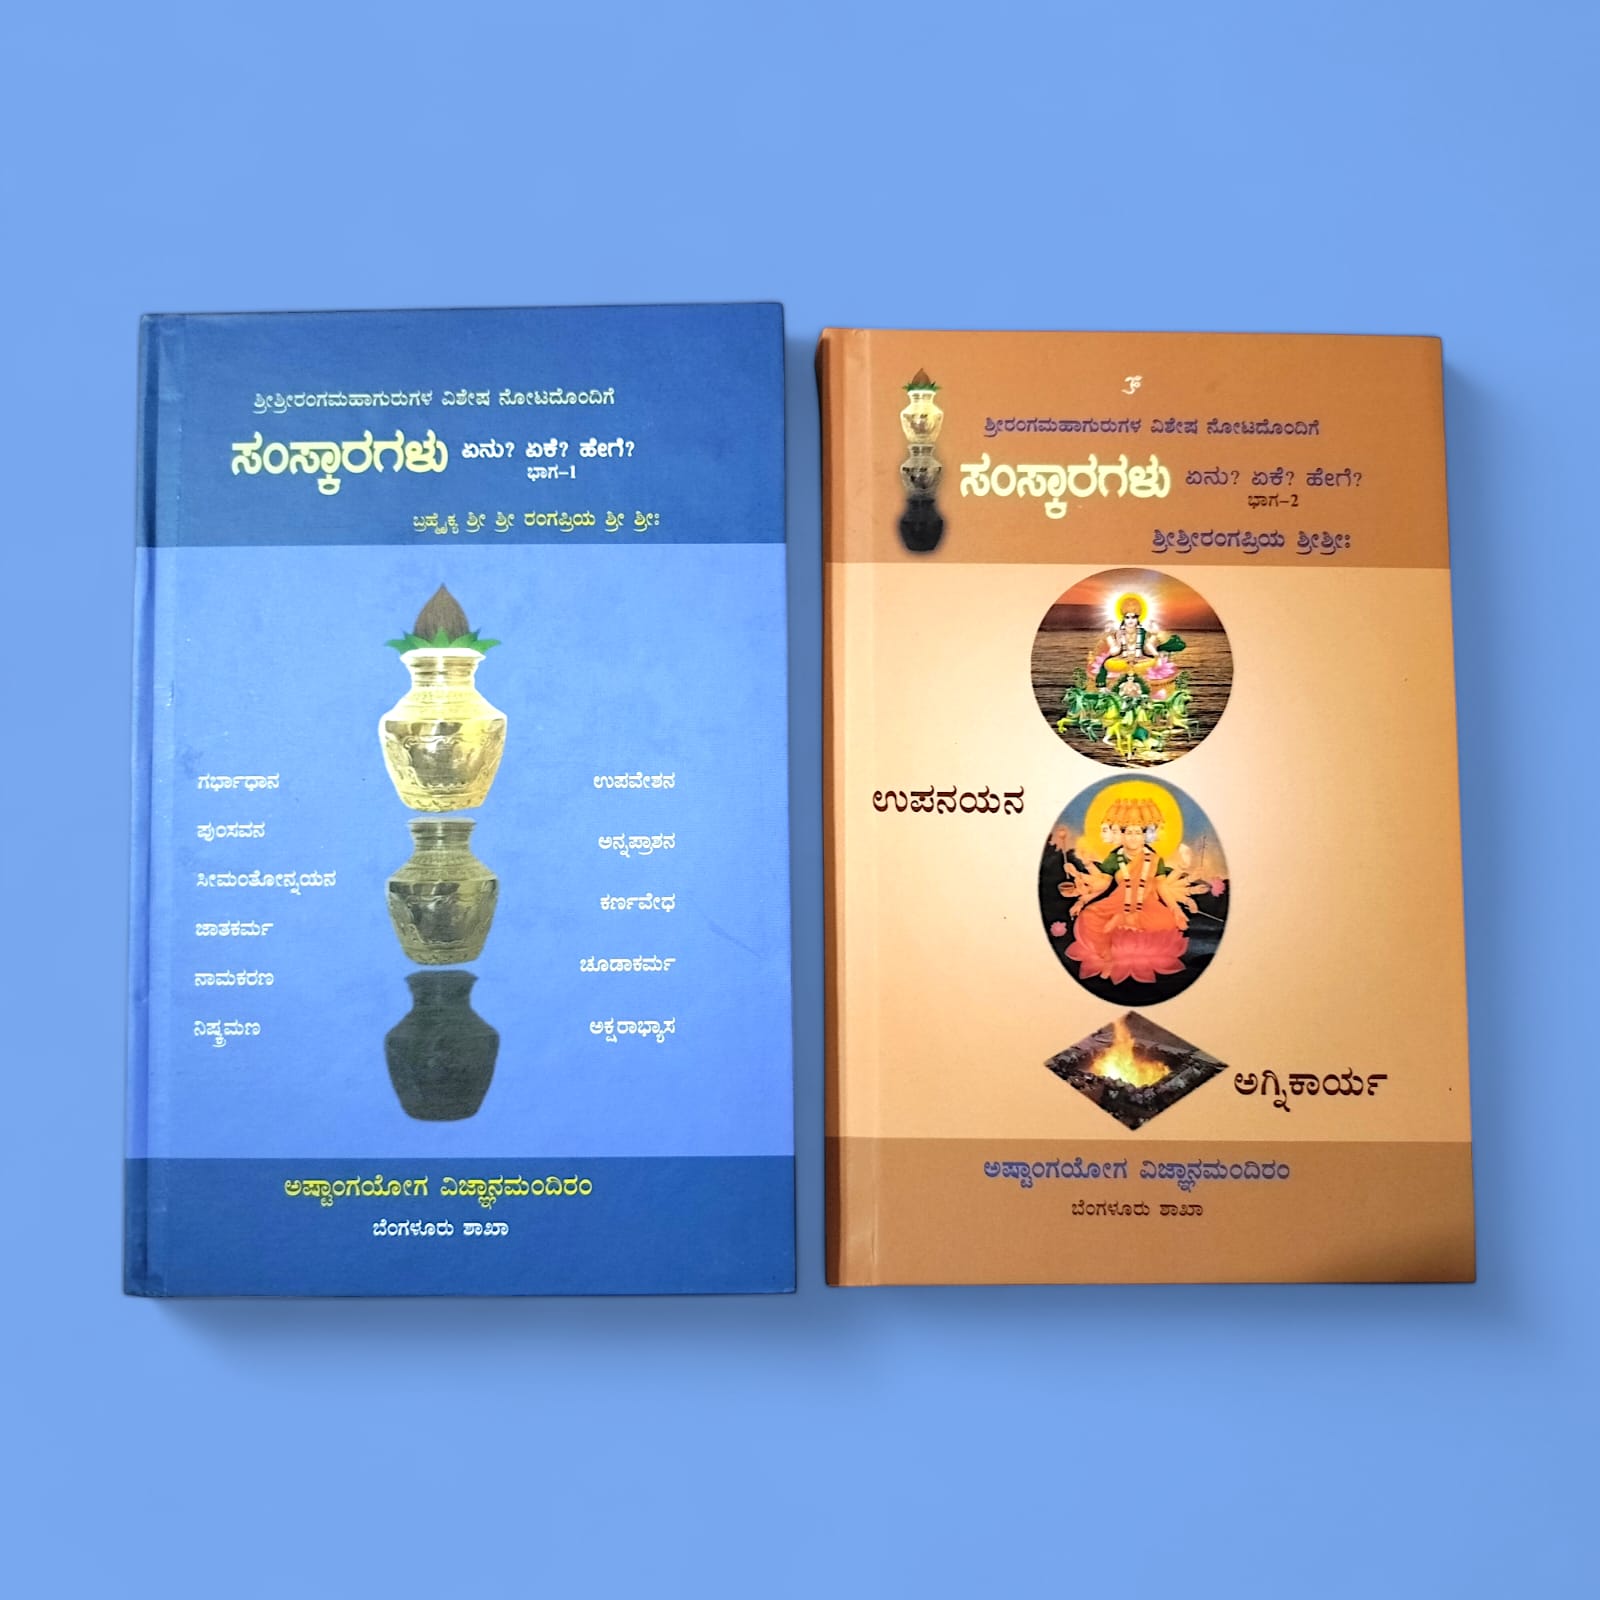 ಶ್ರೀಶ್ರೀರಂಗಮಹಾಗುರುಗಳ ವಿಶೇಷ ನೋಟದೊಂದಿಗೆ
ಸಂಸ್ಕಾರಗಳು ಏನು? ಏಕೆ? ಹೇಗೆ?
ಭಾಗ-1
ಬ್ರಹ್ಮೈಕ್ಯ ಶ್ರೀ ಶ್ರೀ ರಂಗಪ್ರಿಯ ಶ್ರೀ ಶ್ರೀಃ
ಗರ್ಭಾಧಾನ
ಪುಂಸವನ
ಸೀಮಂತೋನ್ನಯನ
ಜಾತಕರ್ಮ
ನಾಮಕರಣ
ನಿಷ್ಕ್ರಮಣ
ಉಪವೇಶನ
ಅನ್ನಪ್ರಾಶನ
ಕರ್ಣವೇಧ
ಚೂಡಾಕರ್ಮ
ಅಕ್ಷರಾಭ್ಯಾಸ
ಅಷ್ಟಾಂಗಯೋಗ ವಿಜ್ಞಾನಮಂದಿರಂ
ಬೆಂಗಳೂರು ಶಾಖಾ
ಶ್ರೀರಂಗಮಹಾಗುರುಗಳ ವಿಶೇಷ ನೋಟದೊಂದಿಗೆ
ಸಂಸ್ಕಾರಗಳು ಏನು? ಏಕೆ? ಹೇಗೆ?
ಭಾಗ-2
ಶ್ರೀಶ್ರೀರಂಗಪ್ರಿಯ ಶ್ರೀಶ್ರೀಃ
ಉಪನಯನ
ಅಗ್ನಿಕಾರ್ಯ
ಅಷ್ಟಾಂಗಯೋಗ ವಿಜ್ಞಾನಮಂದಿರಂ
ಬೆಂಗಳೂರು ಶಾಖಾ